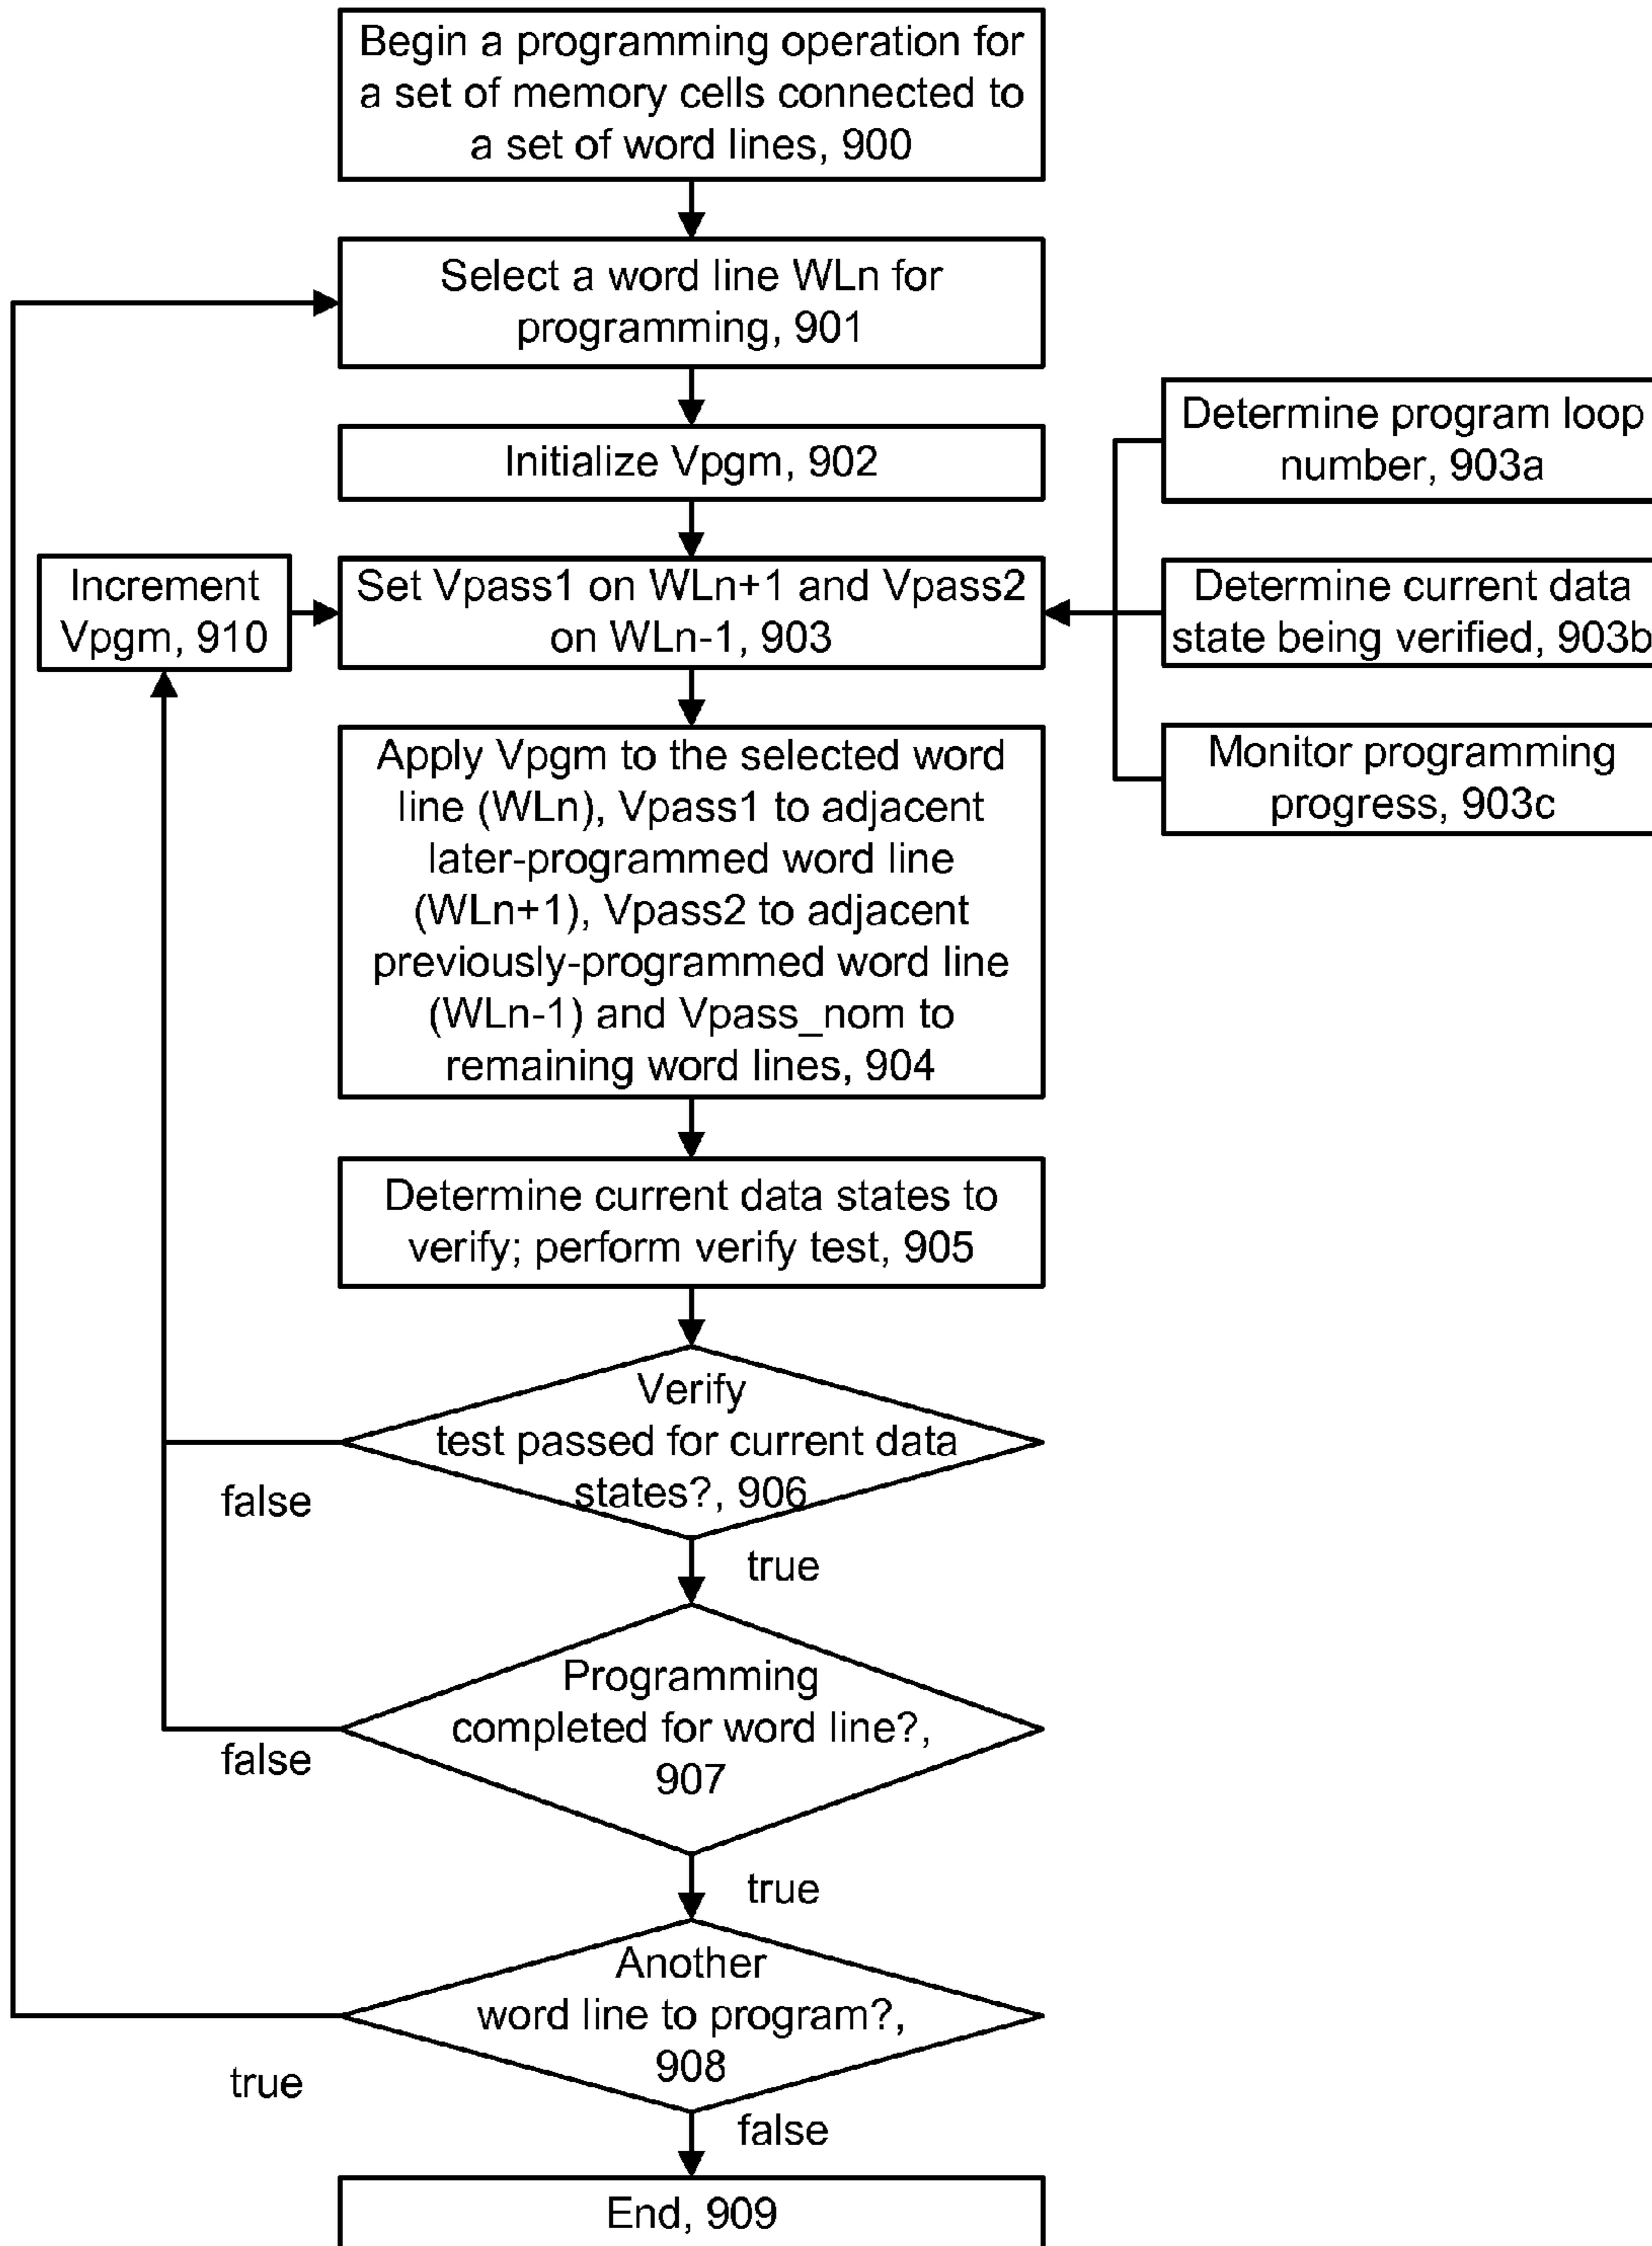 Begin a programming operation for
a set of memory cells connected to
a set of word lines, 900
Select a word line WLn for
programming, 901
Initialize Vpgm, 902
Determine program loop
number, 903a
Increment
Vpgm, 910
Set Vpass1 on WLn+1 and Vpass2
on WLn-1, 903
Determine current data
state being verified, 903b
Monitor programming
progress, 903c
Apply Vpgm to the selected word
line (WLn), Vpass1 to adjacent
later-programmed word line
(WLn+1), Vpass2 to adjacent
previously-programmed word line
(WLn-1) and Vpass_nom to
remaining word lines, 904
Determine current data states to
verify; perform verify test, 905
Verify
test passed for current data
states?, 906
false
true
Programming
completed for word line?,
907
false
true
Another
word line to program?,
908
true
false
End, 909